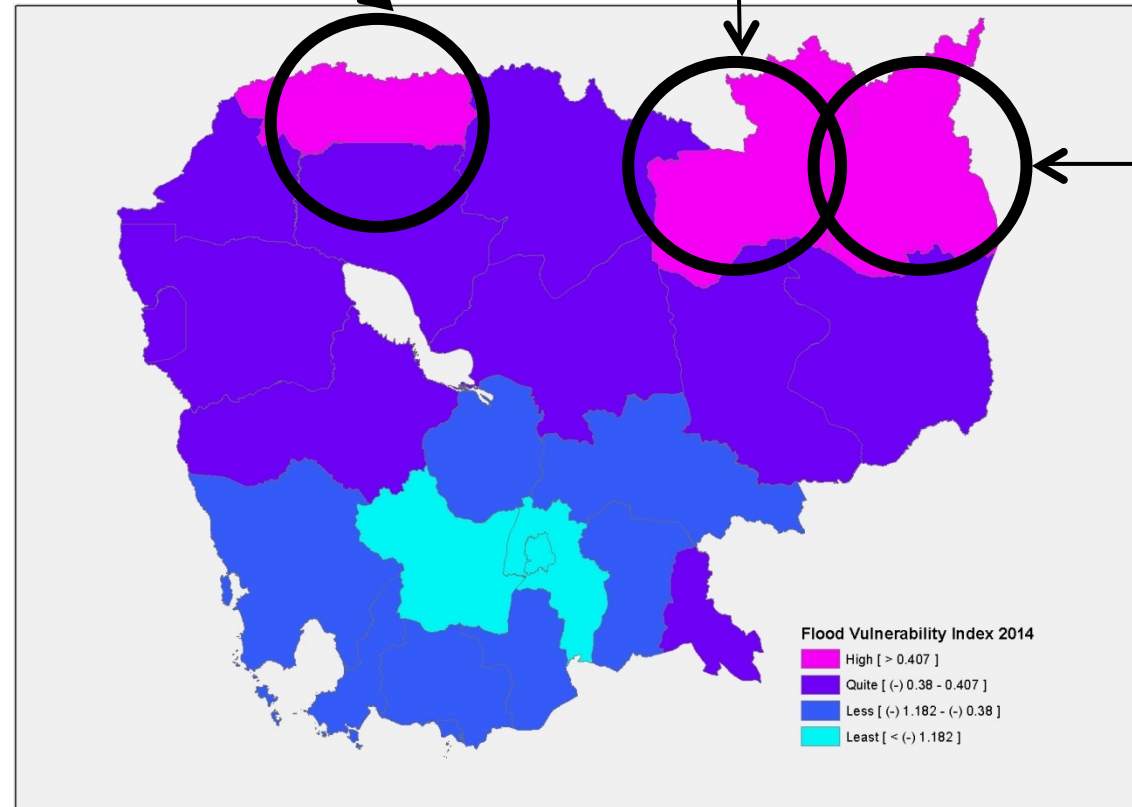 Flood Vulnerability Index 2014
High [ > 0.407 ]
Quite [ (-) 0.38 - 0.407 ]
Less [ (-) 1.182 - (-) 0.38 ]
Least [ < (-) 1.182 ]